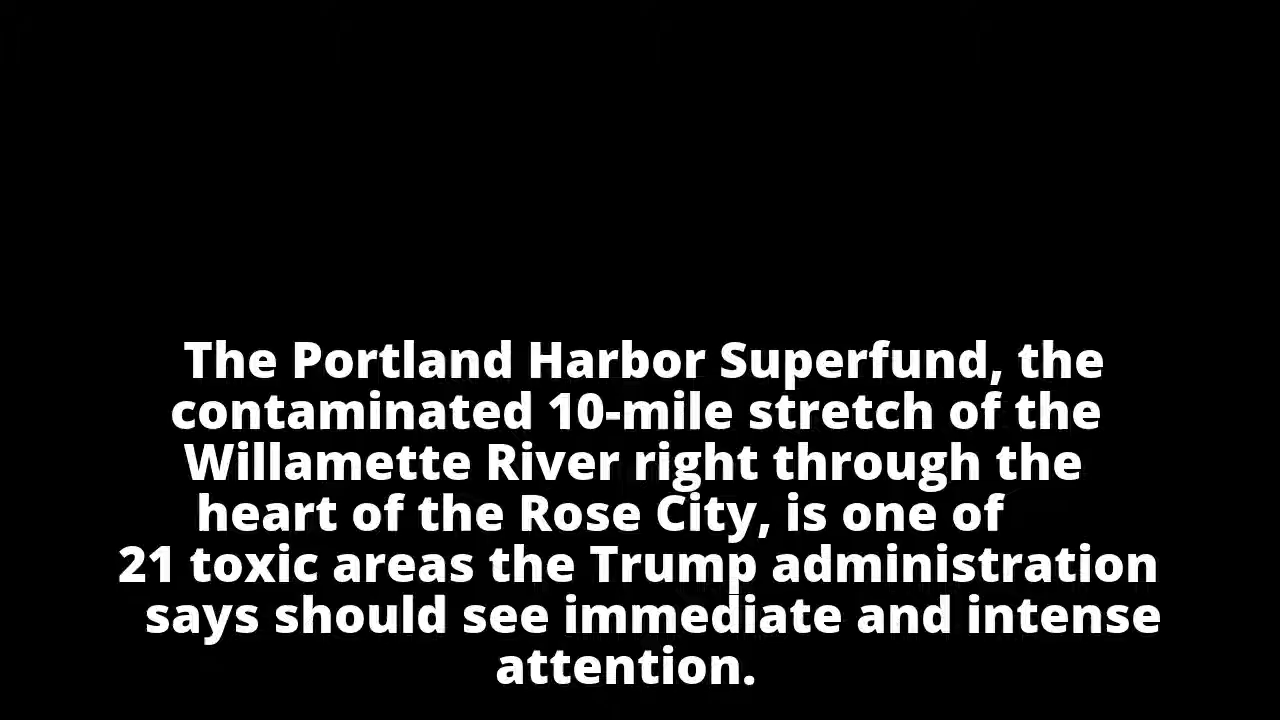 The Portland Harbor Superfund, the
contaminated 10-mile stretch of the
Willamette River right through the
heart of the Rose City, is one of
21 toxic areas the Trump administration
says should see immediate and intense
attention.